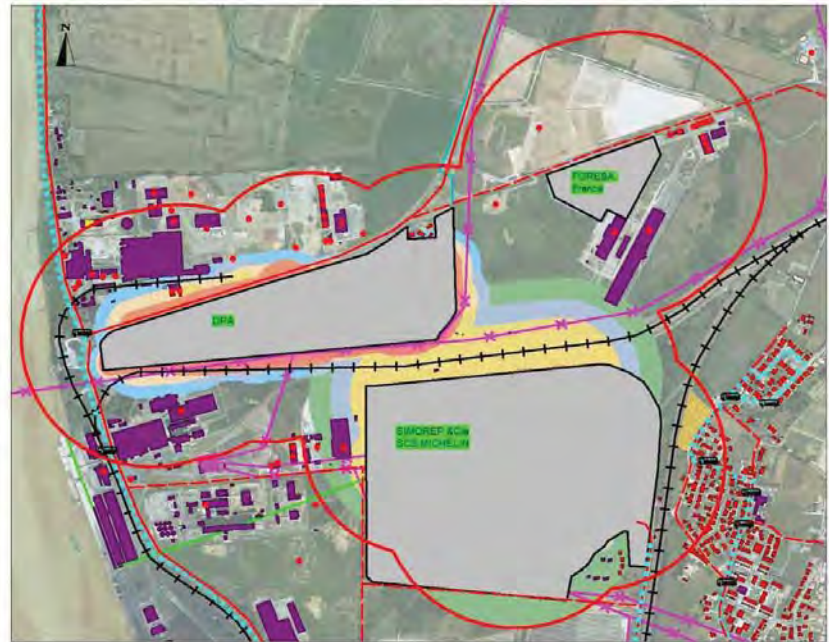 N
FORESA
France
DPA
SIMOREP &Cie
SCS MICHELIN